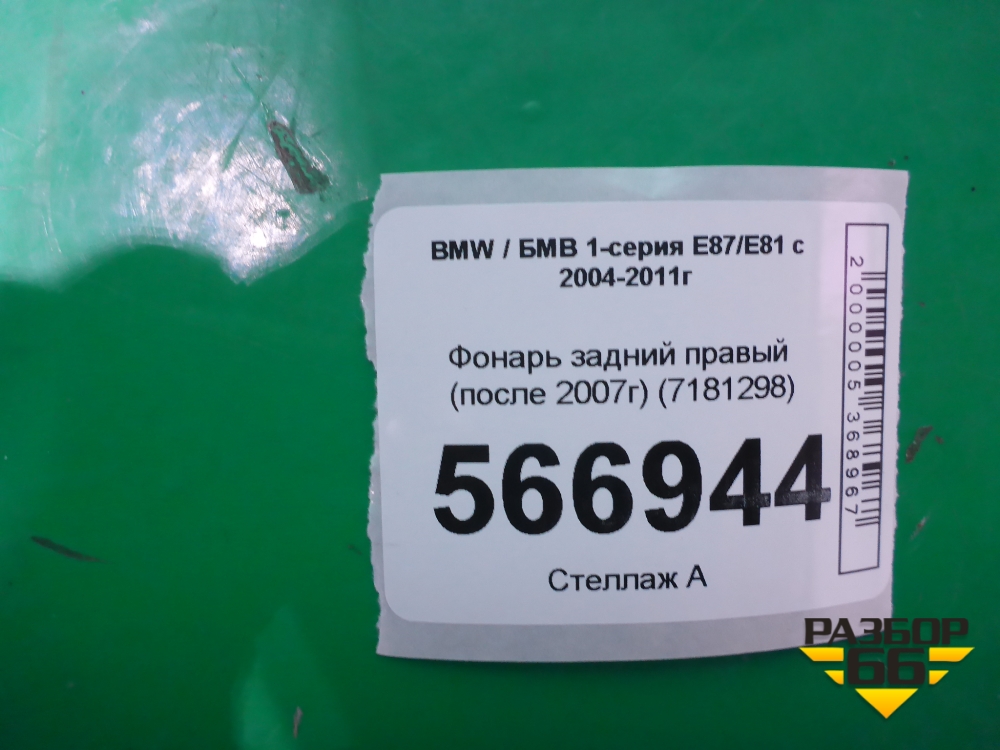 BMW / БМВ 1-серия E87/E81 с
2004-2011г
Фонарь задний правый
(после 2007г) (7181298)
566944
Стеллаж А
2000005368967
РАЗБОР
66